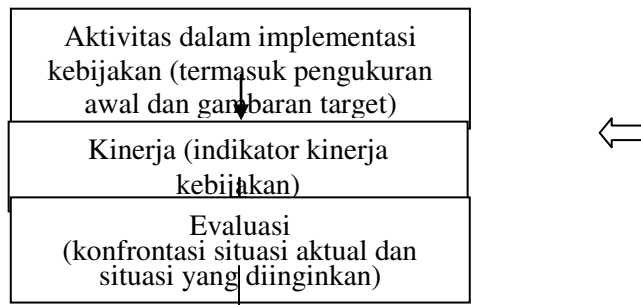 Aktivitas dalam implementasi
kebijakan (termasuk pengukuran
awal dan gambaran target)
Kinerja (indikator kinerja
kebijakan)
Evaluasi
(konfrontasi situasi aktual dan
situasi yang diinginkan)